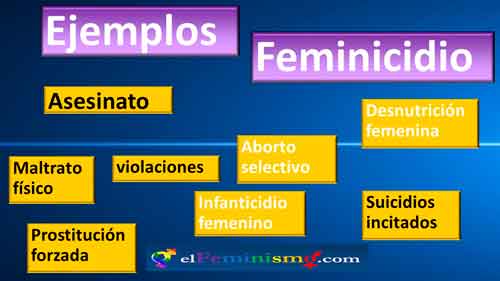 Ejemplos
Feminicidio
Asesinato
Desnutrición
femenina
Aborto
selectivo
Maltrato
físico
violaciones
Infanticidio
femenino
Suicidios
incitados
Prostitución
forzada
elFeminismo.com